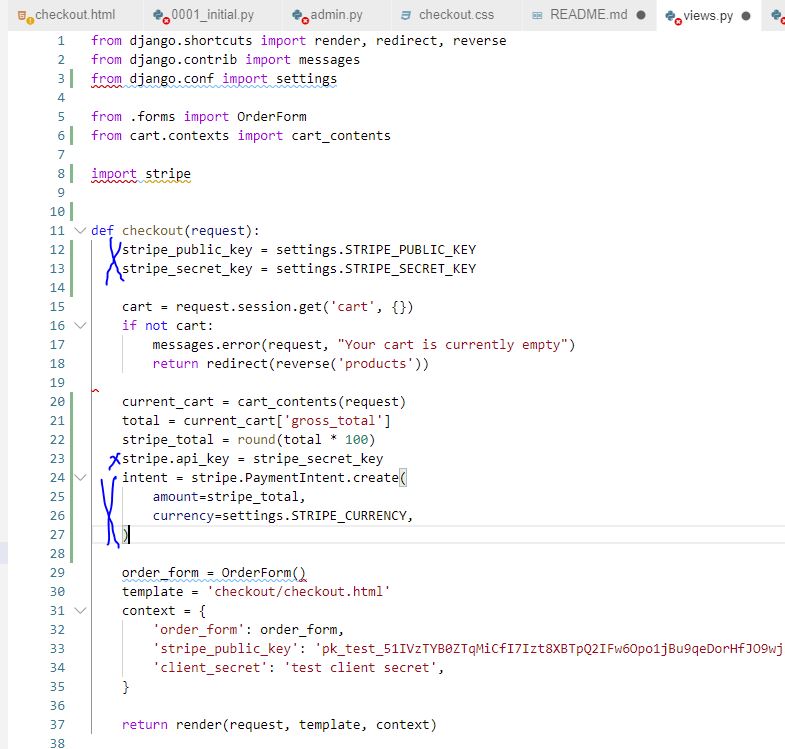 checkout.html 0001_initial.py admin.py checkout.css README.md views.py
1 from django.shortcuts import render, redirect, reverse
2 from django.contrib import messages
3 from django.conf import settings
4
5 from .forms import OrderForm
6 from cart.contexts import cart_contents
7
8 import stripe
9
10
11 def checkout(request):
12 stripe_public_key = settings.STRIPE_PUBLIC_KEY
13 stripe_secret_key = settings.STRIPE_SECRET_KEY
14
15 cart = request.session.get('cart', {})
16 if not cart:
17 messages.error(request, "Your cart is currently empty")
18 return redirect(reverse('products'))
19
20 current_cart = cart_contents(request)
21 total = current_cart['gross_total']
22 stripe_total = round(total * 100)
23 stripe.api_key = stripe_secret_key
24 intent = stripe.PaymentIntent.create(
25 amount=stripe_total,
26 currency=settings.STRIPE_CURRENCY,
27 )
28
29 order_form = OrderForm()
30 template = 'checkout/checkout.html'
31 context = {
32 'order_form': order_form,
33 'stripe_public_key': 'pk_test_51IVzTYB0ZTqMiCfI7Izt8XBTpQ2IFw6Opo1jBu9qeDorHfJO9wj
34 'client_secret': 'test client secret',
35 }
36
37 return render(request, template, context)
38